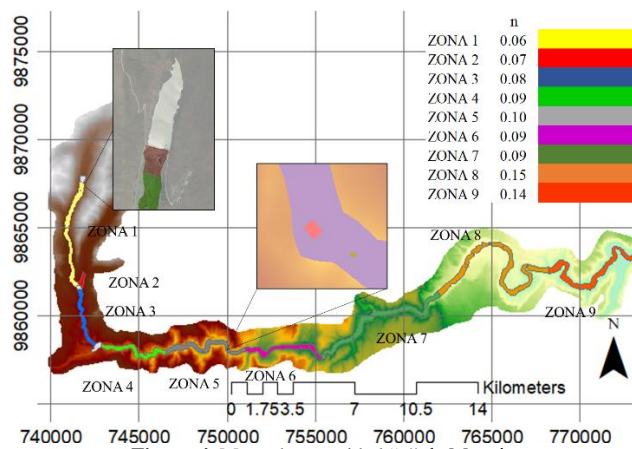 n
ZONA 1 0.06
ZONA 2 0.07
ZONA 3 0.08
ZONA 4 0.09
ZONA 5 0.10
ZONA 6 0.09
ZONA 7 0.09
ZONA 8 0.15
ZONA 9 0.14
9875000
9870000
9865000
9860000
ZONA 1
ZONA 2
ZONA 3
ZONA 4
ZONA 5
ZONA 6
ZONA 7
ZONA 8
ZONA 9
N
Kilometers
0 1.75 3.5 7 10.5 14
740000 745000 750000 755000 760000 765000 770000